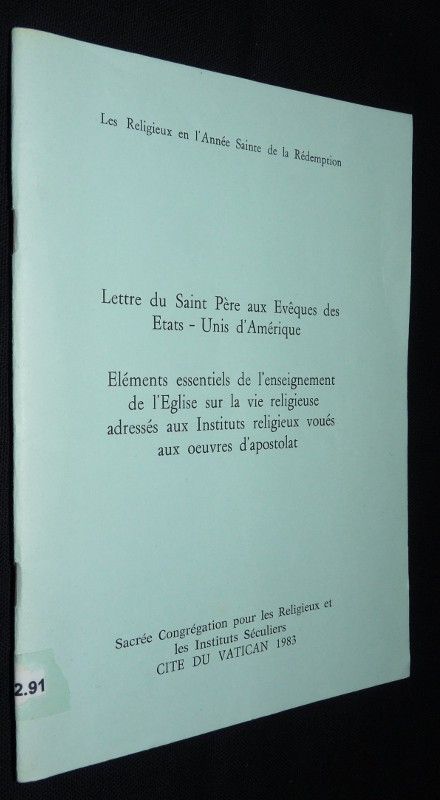 Les Religieux en l'Année Sainte de la Rédemption
Lettre du Saint Père aux Evêques des
Etats - Unis d'Amérique
Eléments essentiels de l'enseignement
de l'Eglise sur la vie religieuse
adressés aux Instituts religieux voués
aux oeuvres d'apostolat
Sacrée Congrégation pour les Religieux et
les Instituts Séculiers
CITE DU VATICAN 1983
2.91